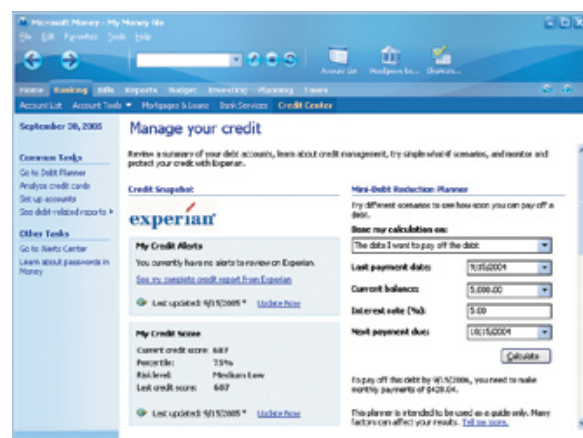 Microsoft Money - My Money File
File Edit Favorites Tools Help
Account List
Home Banking Bills Reports Budget Investing Planning Taxes
Account List Account Tools Mortgages & Loans Bank Services Credit Center
September 30, 2005
Common Tasks
Go to Debt Planner
Analyze credit cards
Set up accounts
See debt-related reports
Other Tasks
Go to Alerts Center
Learn about passwords in
Money
Manage your credit
Review a summary of your debt accounts, learn about credit management, try simple what-if scenarios, and monitor and
protect your credit with Experian.
Credit Snapshot
experian
My Credit Alerts
You currently have no alerts to review on Experian.
See my complete credit report from Experian
Last updated: 9/15/2005 * Update Now
My Credit Score
Current credit score: 687
Percentile: 75%
Risk level: Medium Low
Last credit score: 687
Last updated: 9/15/2005 * Update Now
Mini-Debt Reduction Planner
Try different scenarios to see how soon you can pay off a
debt.
Base my calculation on:
The date I want to pay off the debt
Last payment date: 9/15/2004
Current balance: 5,000.00
Interest rate (%): 5.00
Next payment due: 10/15/2004
Calculate
To pay off this debt by 9/15/2006, you need to make
monthly payments of $428.04.
This planner is intended to be used as a guide only. Many
factors can affect your results. Tell me more.